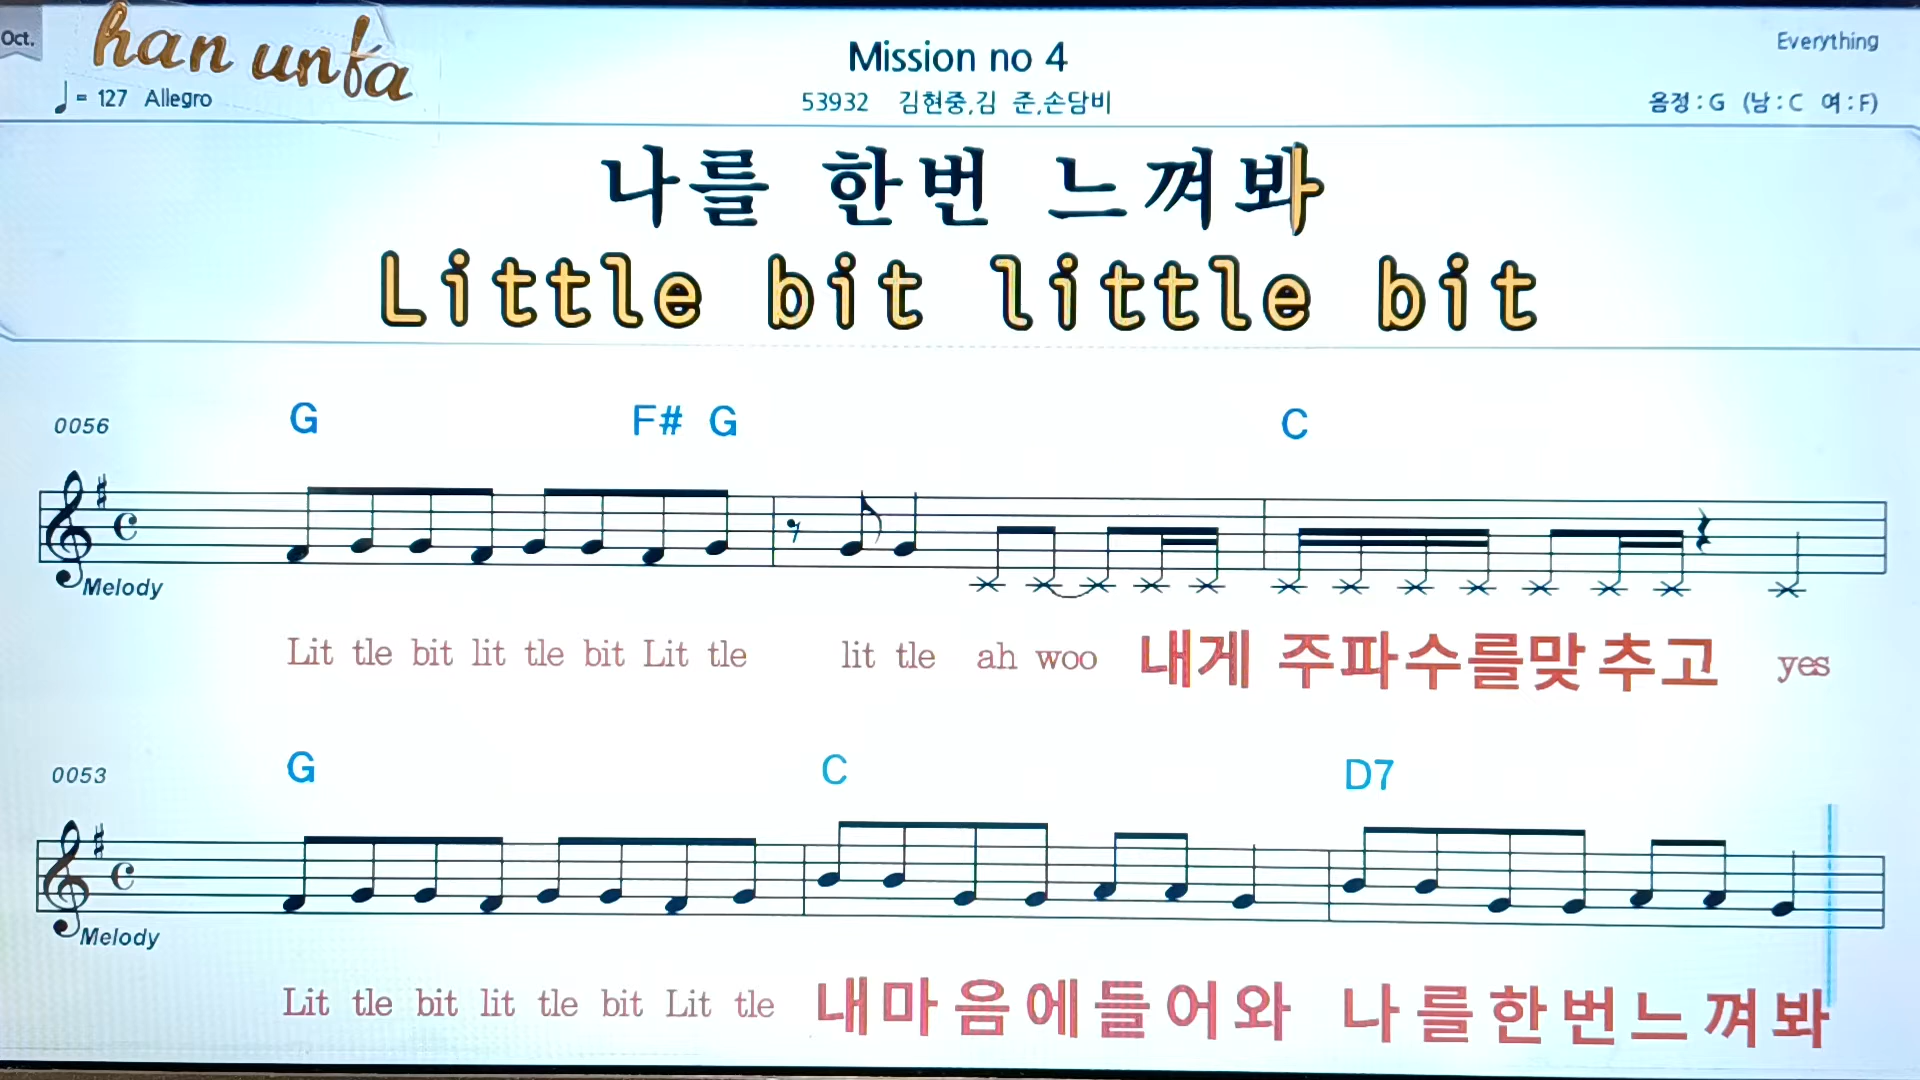 Oct.
han unfa
Mission no 4
Everything
= 127 Allegro
53932 김현중,김 준,손담비
음정 : G (남 : C 여 : F)
나를 한번 느껴봐
Little bit little bit
0056
G F# G C
Melody
Lit tle bit lit tle bit Lit tle lit tle ah woo 내게 주파수를맞추고 yes
0053
G C D7
Melody
Lit tle bit lit tle bit Lit tle 내마음에들어와 나를한번느껴봐